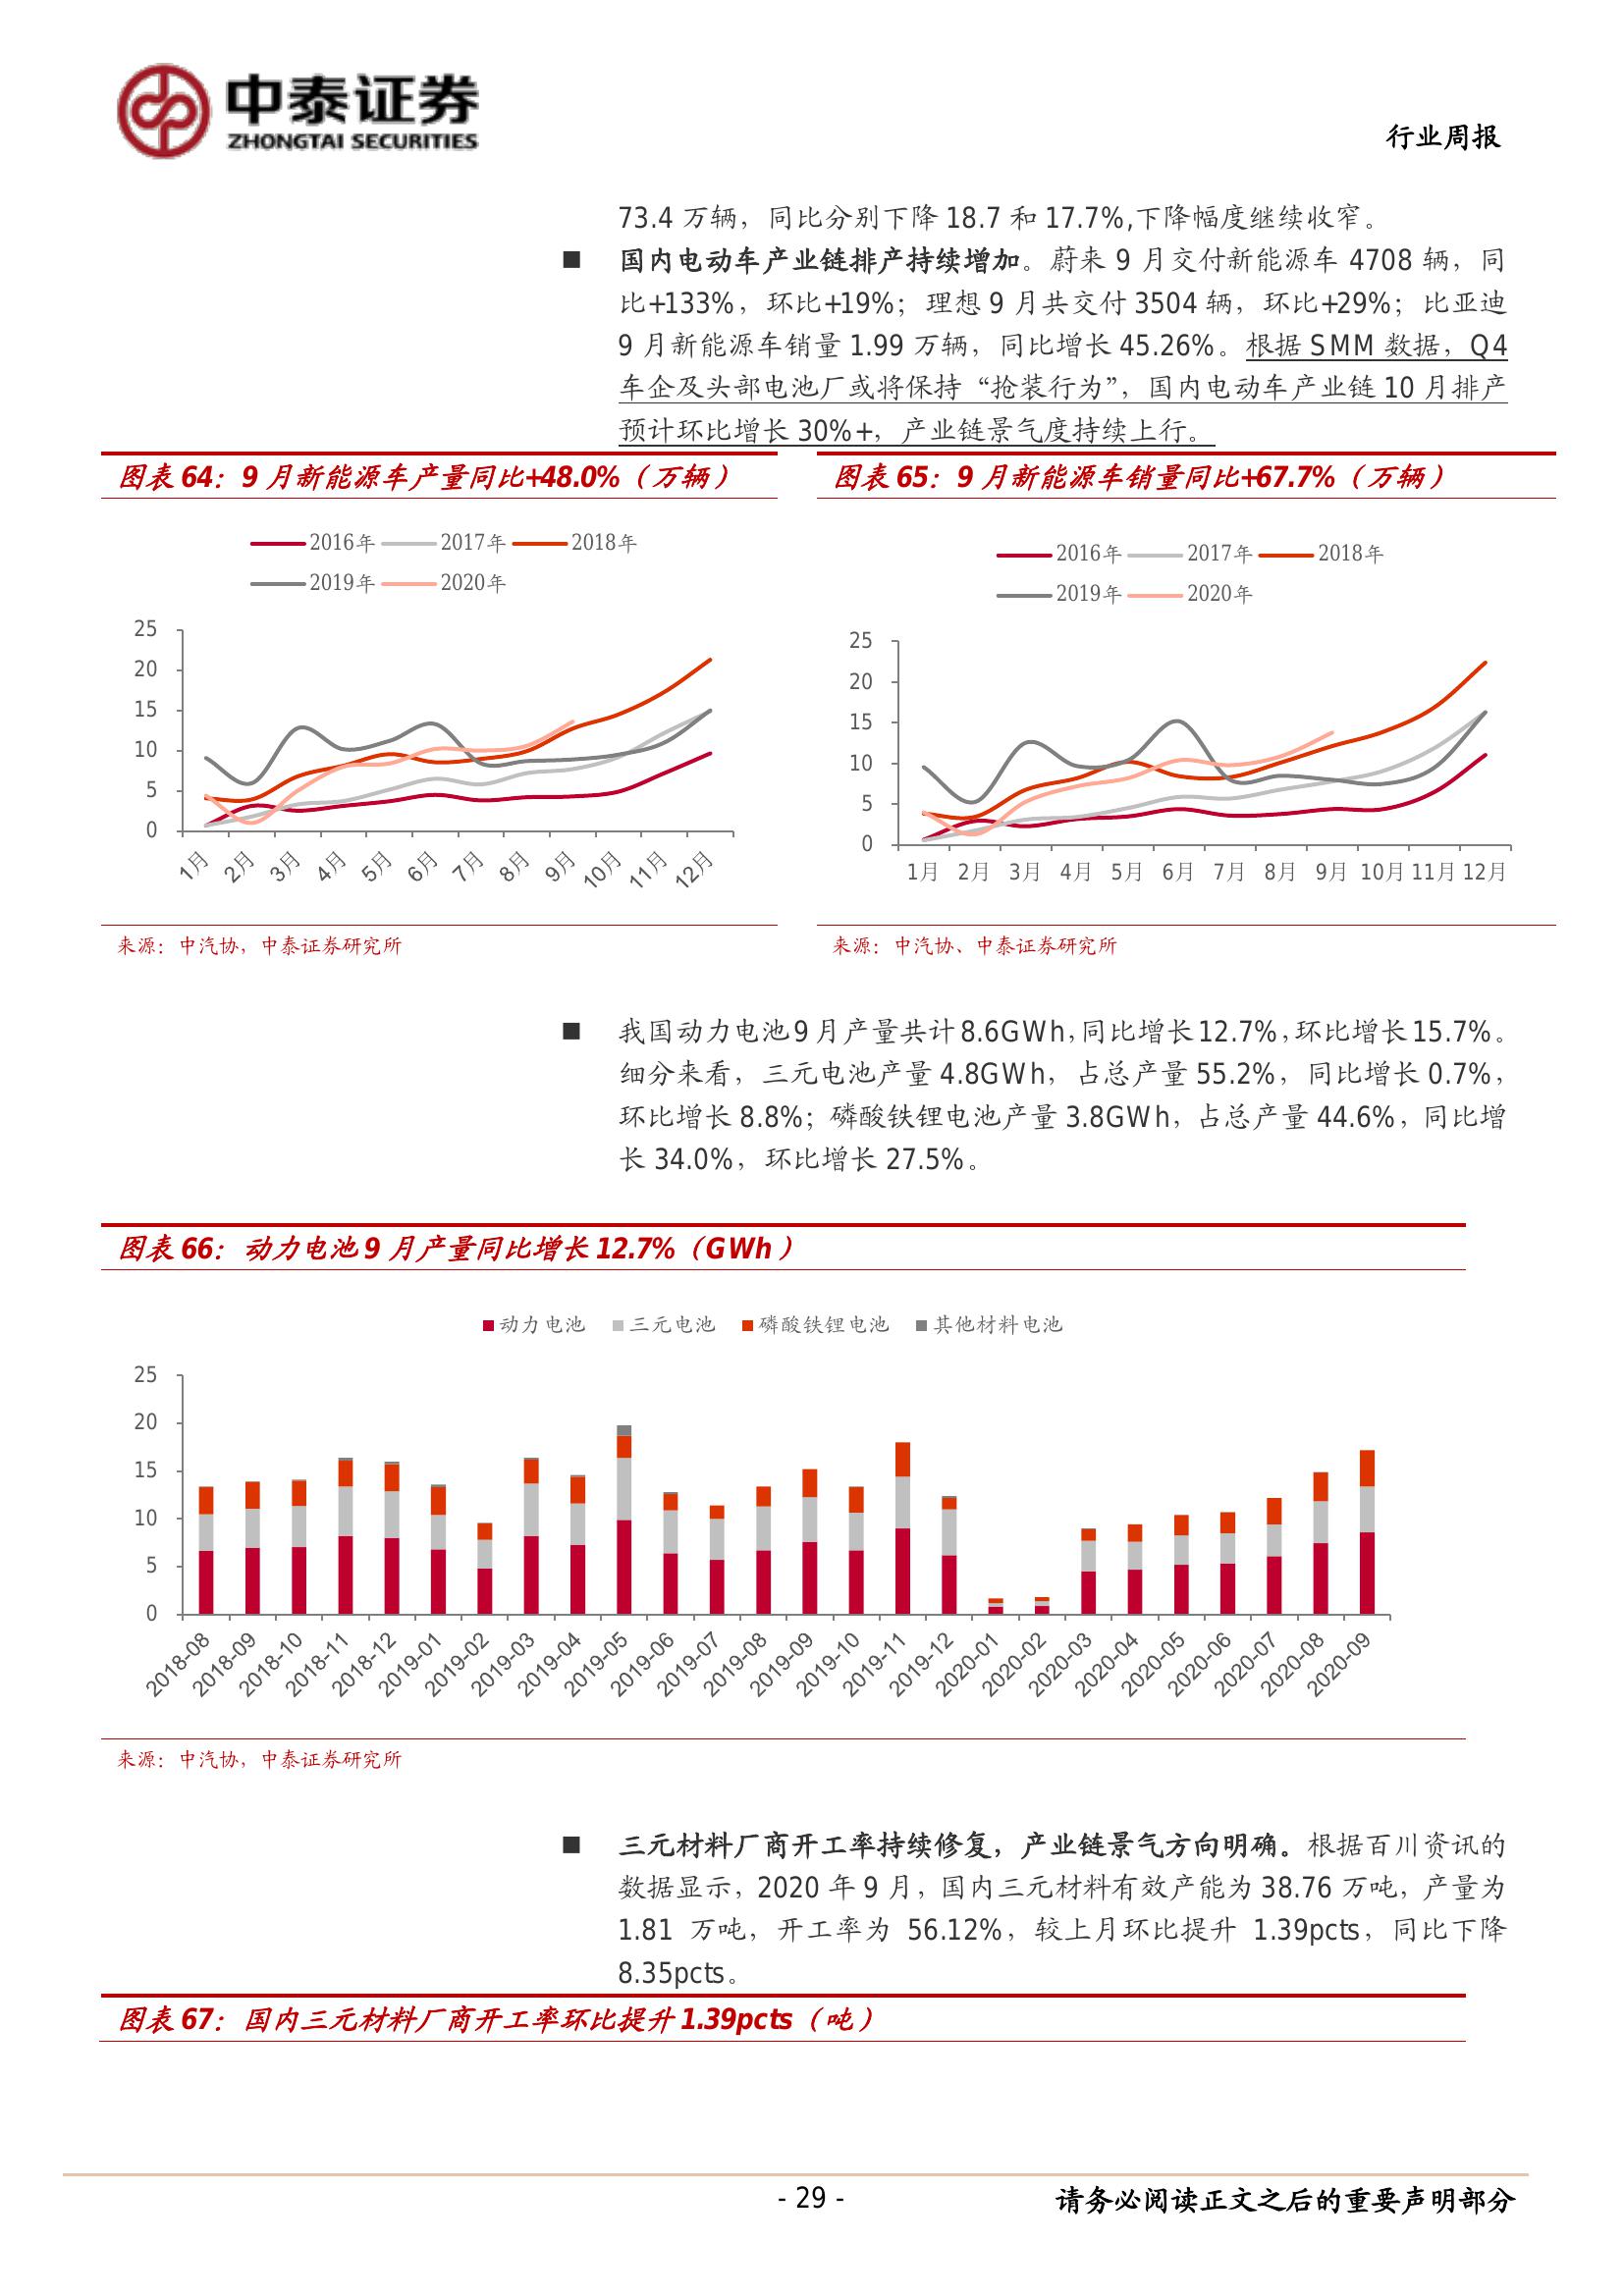 中泰证券
ZHONGTAI SECURITIES
行业周报
73.4 万辆，同比分别下降 18.7 和 17.7%,下降幅度继续收窄。
■ 国内电动车产业链排产持续增加。蔚来 9 月交付新能源车 4708 辆，同
比+133%，环比+19%；理想 9 月共交付 3504 辆，环比+29%；比亚迪
9 月新能源车销量 1.99 万辆，同比增长 45.26%。根据 SMM 数据，Q4
车企及头部电池厂或将保持“抢装行为”，国内电动车产业链 10 月排产
预计环比增长 30%+，产业链景气度持续上行。
图表 64：9 月新能源车产量同比+48.0%（万辆）
2016年 2017年 2018年
2019年 2020年
25
20
15
10
5
0
1月 2月 3月 4月 5月 6月 7月 8月 9月 10月 11月 12月
来源：中汽协，中泰证券研究所
图表 65：9 月新能源车销量同比+67.7%（万辆）
2016年 2017年 2018年
2019年 2020年
25
20
15
10
5
0
1月 2月 3月 4月 5月 6月 7月 8月 9月 10月 11月 12月
来源：中汽协、中泰证券研究所
■ 我国动力电池 9 月产量共计 8.6GWh，同比增长 12.7%，环比增长 15.7%。
细分来看，三元电池产量 4.8GWh，占总产量 55.2%，同比增长 0.7%，
环比增长 8.8%；磷酸铁锂电池产量 3.8GWh，占总产量 44.6%，同比增
长 34.0%，环比增长 27.5%。
图表 66：动力电池 9 月产量同比增长 12.7%（GWh）
动力电池 三元电池 磷酸铁锂电池 其他材料电池
25
20
15
10
5
0
2018-08 2018-09 2018-10 2018-11 2018-12 2019-01 2019-02 2019-03 2019-04 2019-05 2019-06 2019-07 2019-08 2019-09 2019-10 2019-11 2019-12 2020-01 2020-02 2020-03 2020-04 2020-05 2020-06 2020-07 2020-08 2020-09
来源：中汽协，中泰证券研究所
■ 三元材料厂商开工率持续修复，产业链景气方向明确。根据百川资讯的
数据显示，2020 年 9 月，国内三元材料有效产能为 38.76 万吨，产量为
1.81 万吨，开工率为 56.12%，较上月环比提升 1.39pcts，同比下降
8.35pcts。
图表 67：国内三元材料厂商开工率环比提升 1.39pcts（吨）
- 29 -
请务必阅读正文之后的重要声明部分